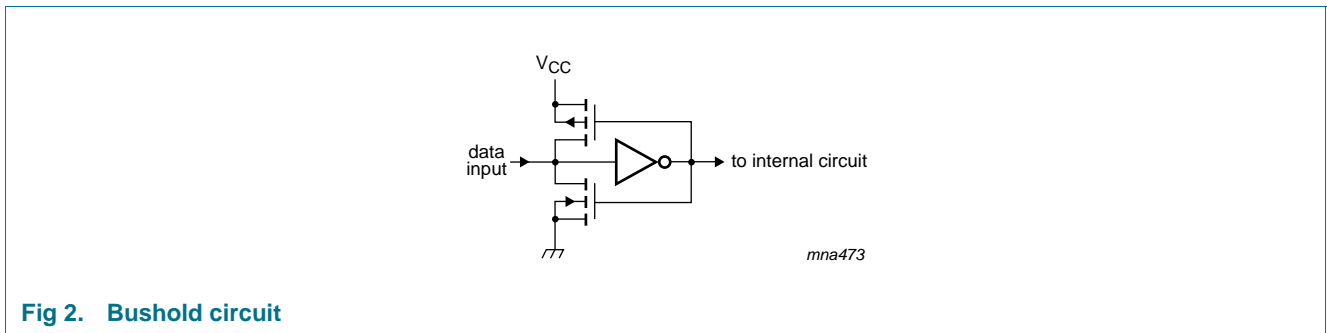 VCC
data
input
to internal circuit
mna473
Fig 2. Bushold circuit